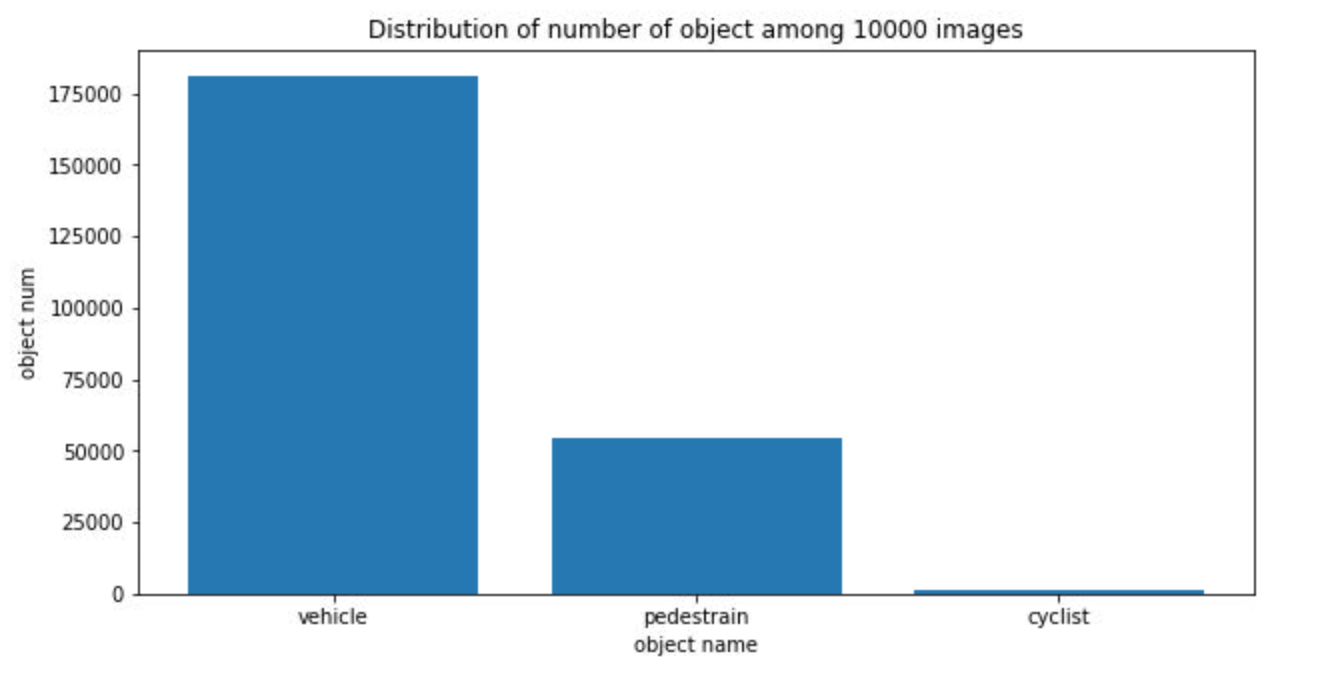 Distribution of number of object among 10000 images
175000
150000
125000
100000
75000
50000
25000
0
object num
vehicle
pedestrain
cyclist
object name